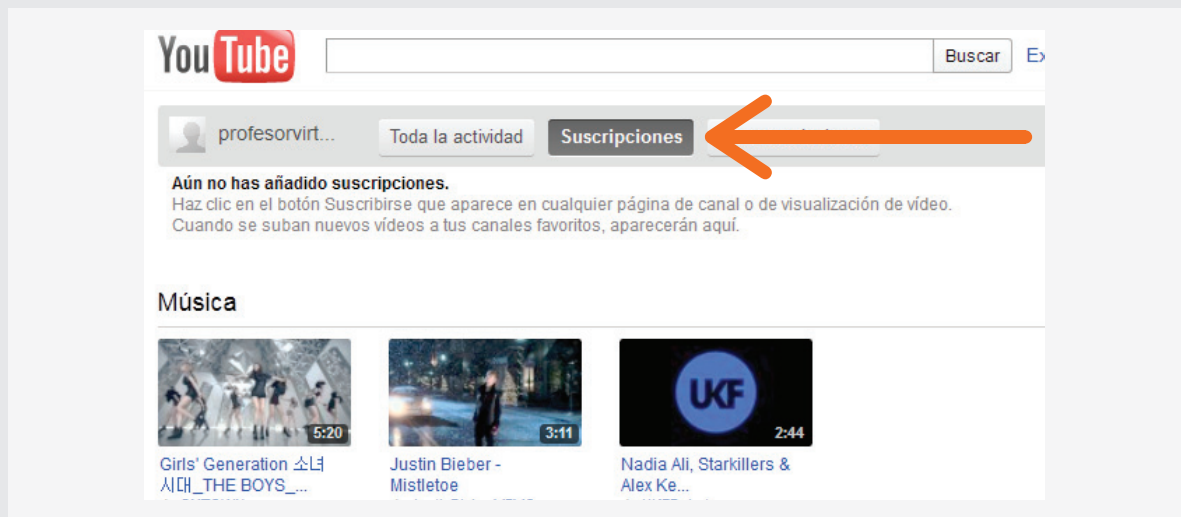 YouTube
Buscar
profesorvirt... Toda la actividad Suscripciones
Aún no has añadido suscripciones.
Haz clic en el botón Suscribirse que aparece en cualquier página de canal o de visualización de vídeo.
Cuando se suban nuevos vídeos a tus canales favoritos, aparecerán aquí.
Música
5:20
3:11
UKF
2:44
Girls' Generation 소녀
시대_THE BOYS_...
Justin Bieber -
Mistletoe
Nadia Ali, Starkillers &
Alex Ke...